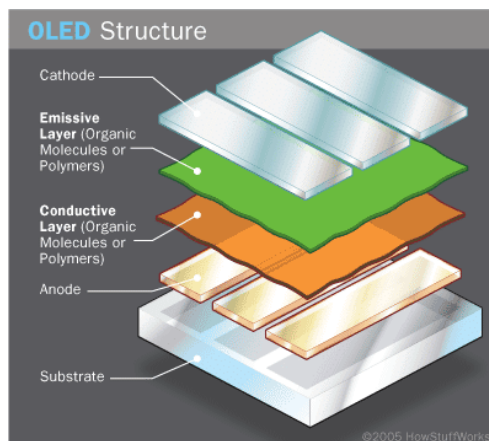 OLED Structure
Cathode
Emissive
Layer (Organic
Molecules or
Polymers)
Conductive
Layer (Organic
Molecules or
Polymers)
Anode
Substrate
©2005 HowStuffWorks